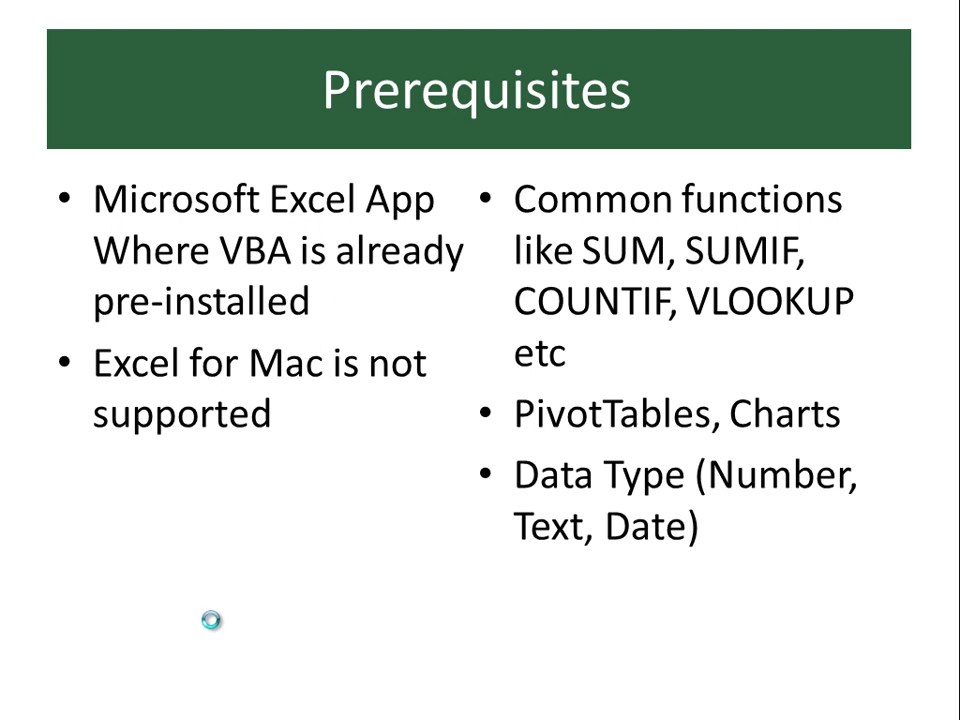 Prerequisites
• Microsoft Excel App
Where VBA is already
pre-installed
• Excel for Mac is not
supported
• Common functions
like SUM, SUMIF,
COUNTIF, VLOOKUP
etc
• PivotTables, Charts
• Data Type (Number,
Text, Date)